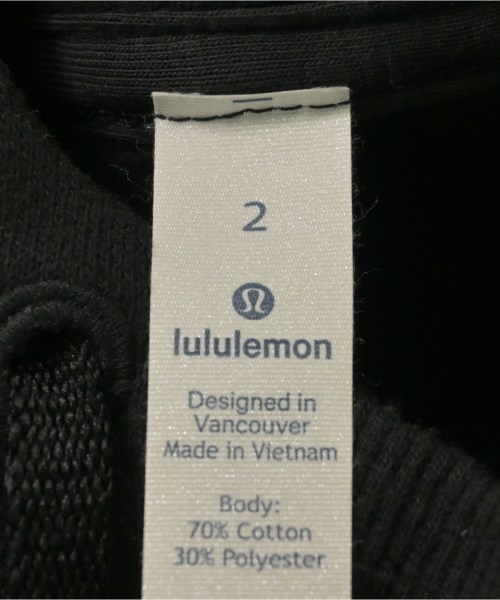 2
lululemon
Designed in
Vancouver
Made in Vietnam
Body:
70% Cotton
30% Polyester